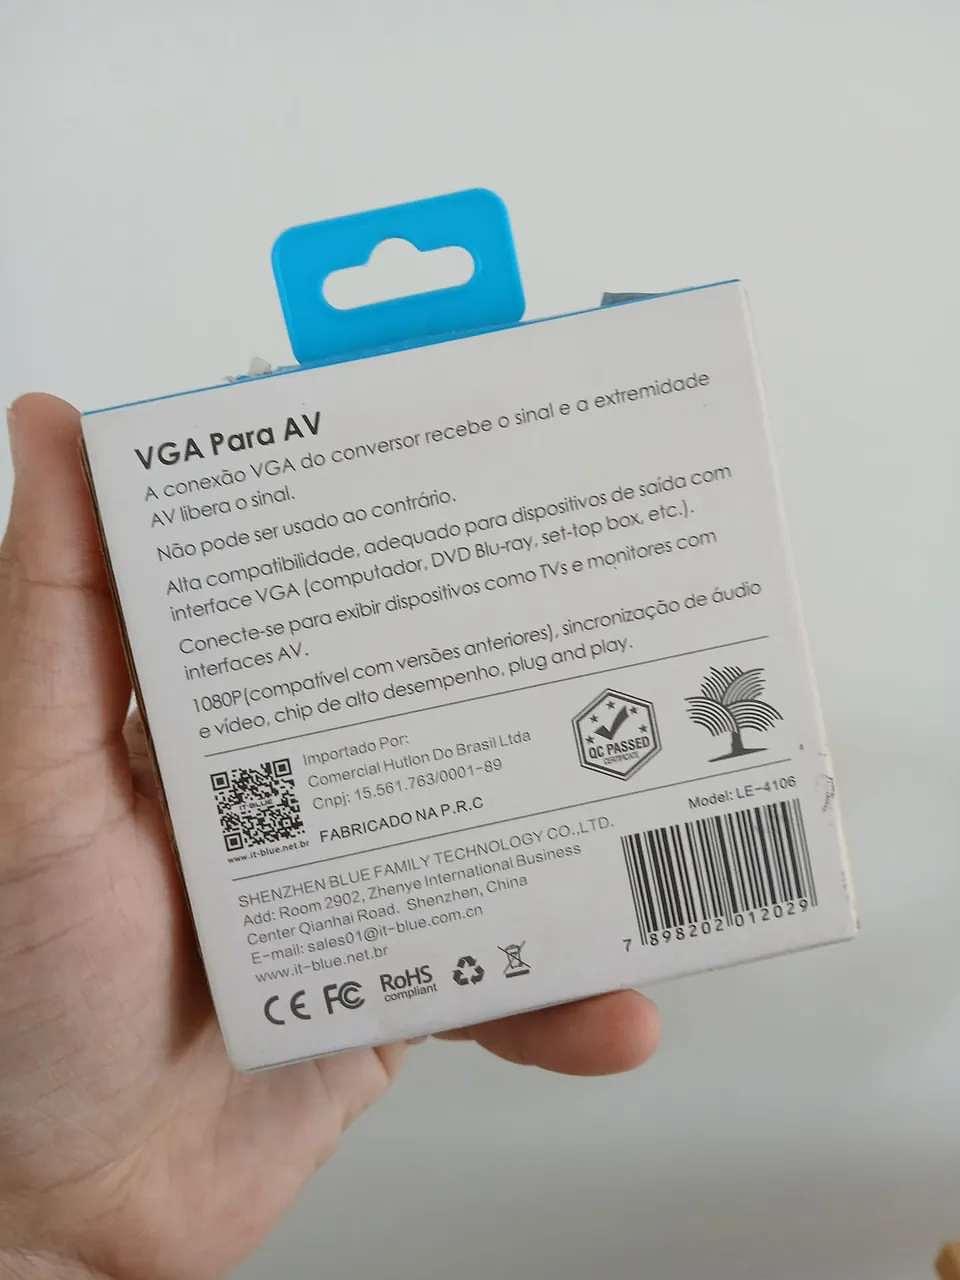 VGA Para AV
A conexão VGA do conversor recebe o sinal e a extremidade
AV libera o sinal.
Não pode ser usado ao contrário.
Alta compatibilidade, adequado para dispositivos de saída com
interface VGA (computador, DVD Blu-ray, set-top box, etc.).
Conecte-se para exibir dispositivos como TVs e monitores com
interfaces AV.
1080P(compatível com versões anteriores), sincronização de áudio
e vídeo, chip de alto desempenho, plug and play.
IT-BLUE
www.it-blue.net.br
Importado Por:
Comercial Hutlon Do Brasil Ltda
Cnpj: 15.561.763/0001-89
FABRICADO NA P.R.C
QC PASSED
CERTIFICATE
SHENZHEN BLUE FAMILY TECHNOLOGY CO.,LTD.
Add: Room 2902, Zhenye International Business
Center Qianhai Road. Shenzhen, China
E-mail: sales01@it-blue.com.cn
www.it-blue.net.br
Model: LE-4106
7 898202 012029
CE FC RoHS
compliant